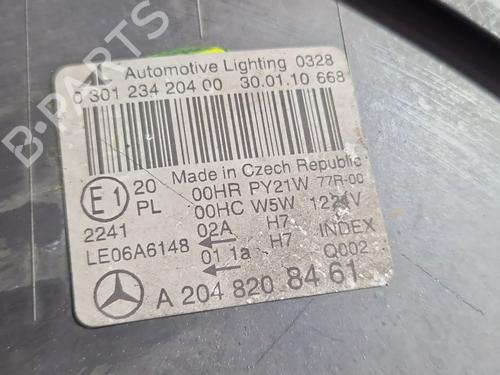 B-PARTS
Automotive Lighting 0328
0 301 234 204 00 30.01.10 668
Made in Czech Republic
E1 20 00HR PY21W 77R-00
PL 00HC W5W 1224V
2241 02A H7 INDEX
LE06A6148 01 1a H7 Q002
A 204 820 84 61